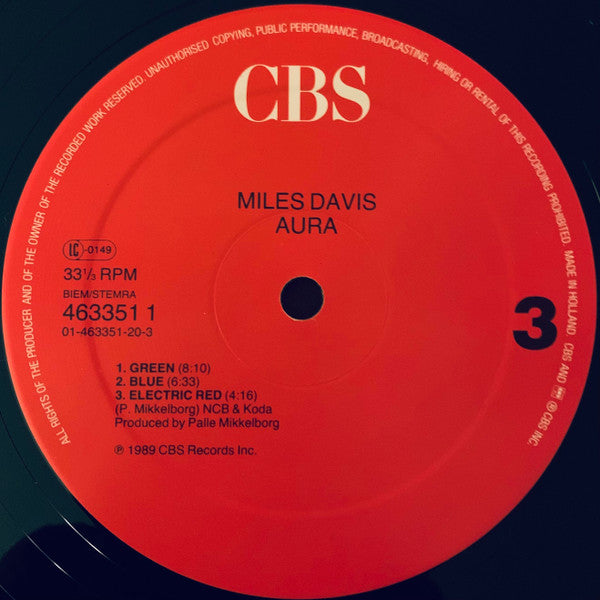 ALL RIGHTS OF THE PRODUCER AND OF THE OWNER OF THE RECORDED WORK RESERVED. UNAUTHORISED COPYING, PUBLIC PERFORMANCE, BROADCASTING, HIRING OR RENTAL OF THIS RECORDING PROHIBITED. MADE IN HOLLAND CBS AND ® CBS INC.
CBS
MILES DAVIS
AURA
LC-0149
33⅓ RPM
BIEM/STEMRA
463351 1
01-463351-20-3
3
1. GREEN (8:10)
2. BLUE (6:33)
3. ELECTRIC RED (4:16)
(P. Mikkelborg) NCB & Koda
Produced by Palle Mikkelborg
℗ 1989 CBS Records Inc.